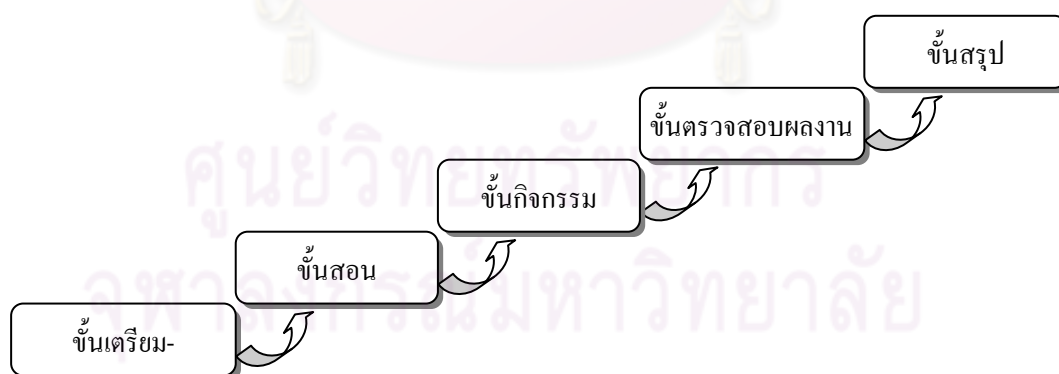 ขั้นสรุป
ขั้นตรวจสอบผลงาน
ขั้นกิจกรรม
ขั้นสอน
ขั้นเตรียม-
ศูนย์วิทยทรัพยากร
จุฬาลงกรณ์มหาวิทยาลัย